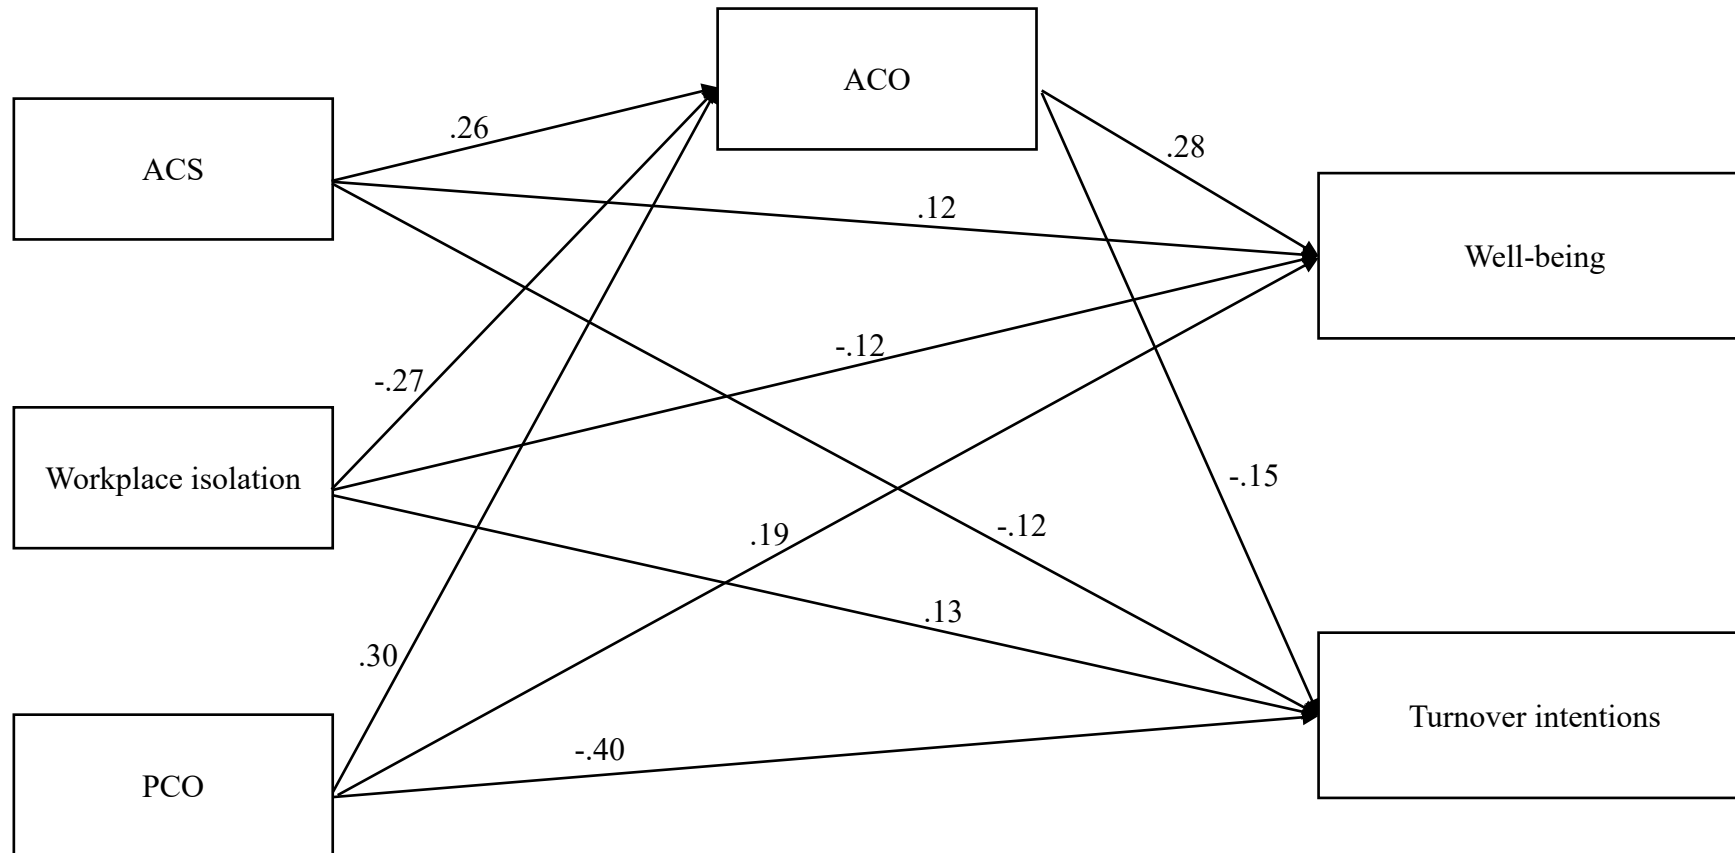 ACO
.26
ACS
.28
.12
Well-being
-.12
-.27
Workplace isolation
-.15
.19
-.12
.13
.30
Turnover intentions
-.40
PCO